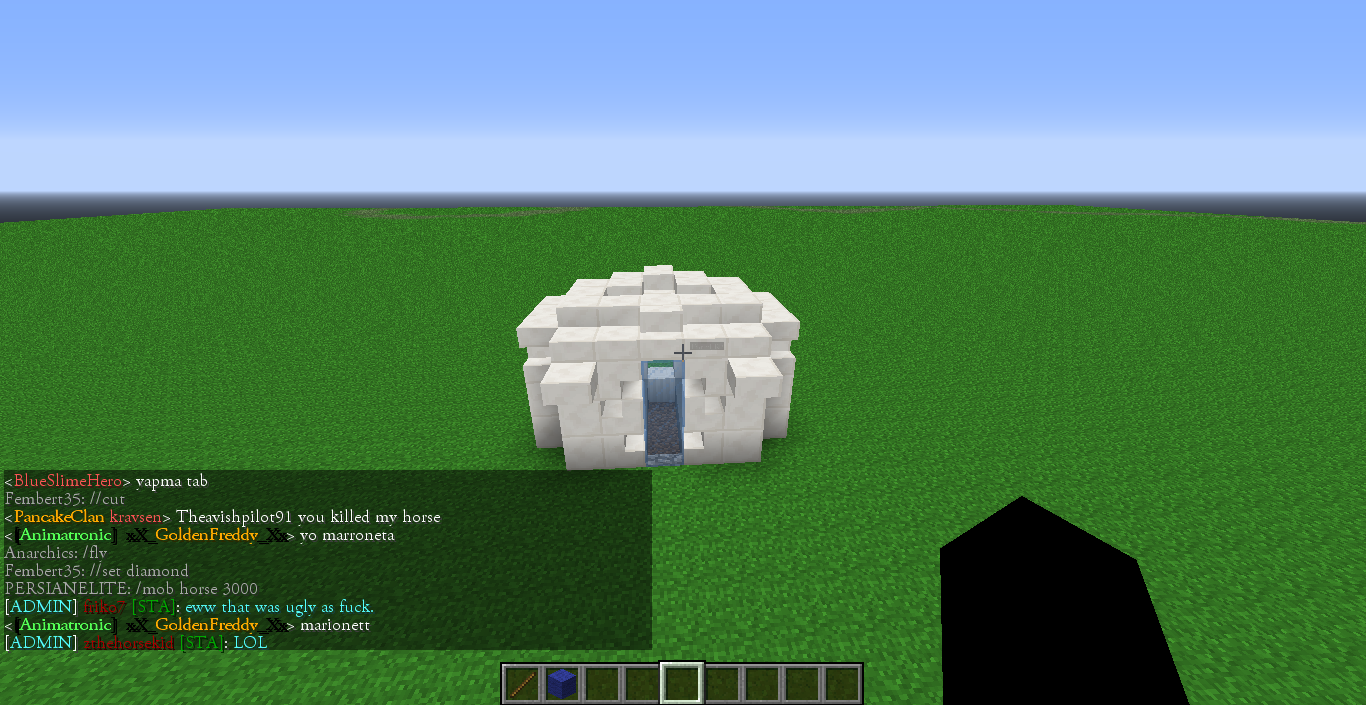 <BlueSlimeHero> yapma tab
Fembert35: //cut
<PancakeClan kravsen> Theavishpilot91 you killed my horse
<[Animatronic] xX_GoldenFreddy_Xx> yo marroneta
Anarchics: /fly
Fembert35: //set diamond
PERSIANELITE: /mob horse 3000
[ADMIN] [STA]: eww that was ugly as fuck.
<[Animatronic] xX_GoldenFreddy_Xx> marionett
[ADMIN] [STA]: LOL